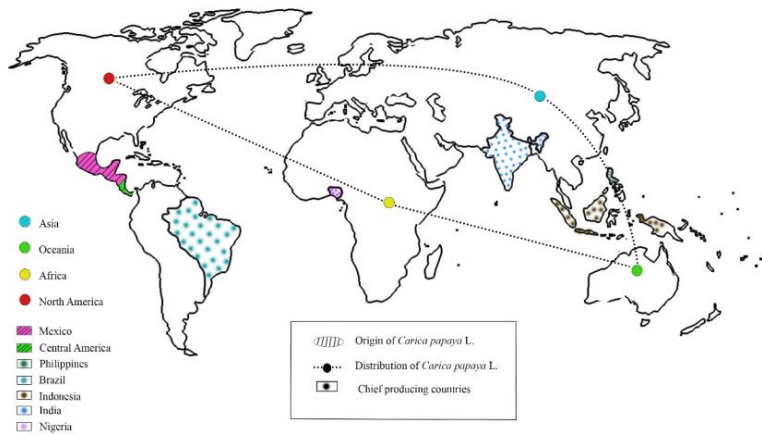 Asia
Oceania
Africa
North America
Mexico
Central America
Philippines
Brazil
Indonesia
India
Nigeria
Origin of Carica papaya L.
Distribution of Carica papaya L.
Chief producing countries